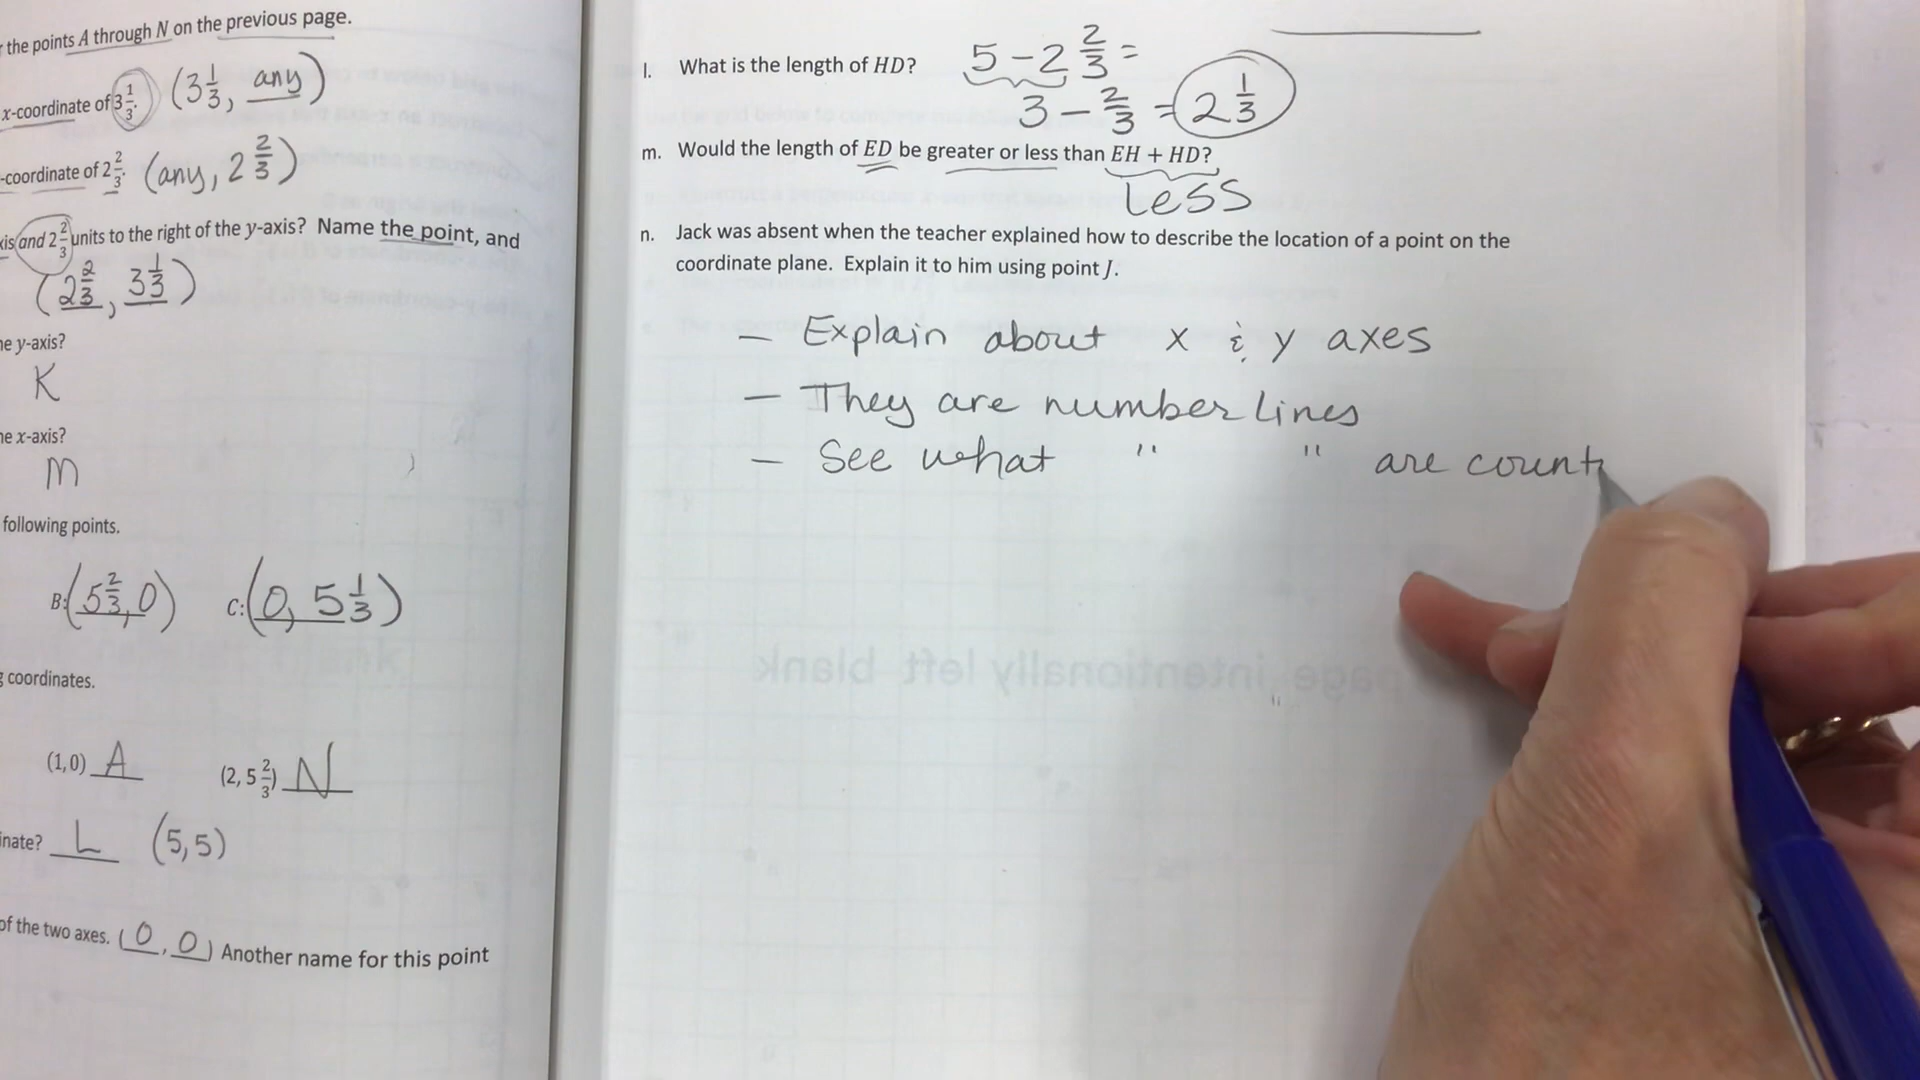 the points A through N on the previous page.
x-coordinate of 3 1/3. (3 1/3, any)
-coordinate of 2 2/3. (any, 2 2/3)
and 2 2/3 units to the right of the y-axis? Name the point, and
(2 2/3, 3 1/3)
y-axis?
K
x-axis?
M
following points.
B: (5 2/3, 0) C: (0, 5 1/3)
coordinates.
(1, 0) A (2, 5 2/3) N
L (5,5)
of the two axes. (0, 0) Another name for this point
l. What is the length of HD? 5 - 2 2/3 =
3 - 2/3 = 2 1/3
m. Would the length of ED be greater or less than EH + HD?
Less
n. Jack was absent when the teacher explained how to describe the location of a point on the
coordinate plane. Explain it to him using point J.
- Explain about x & y axes
- They are number lines
- See what " " are count
page intentionally left blank